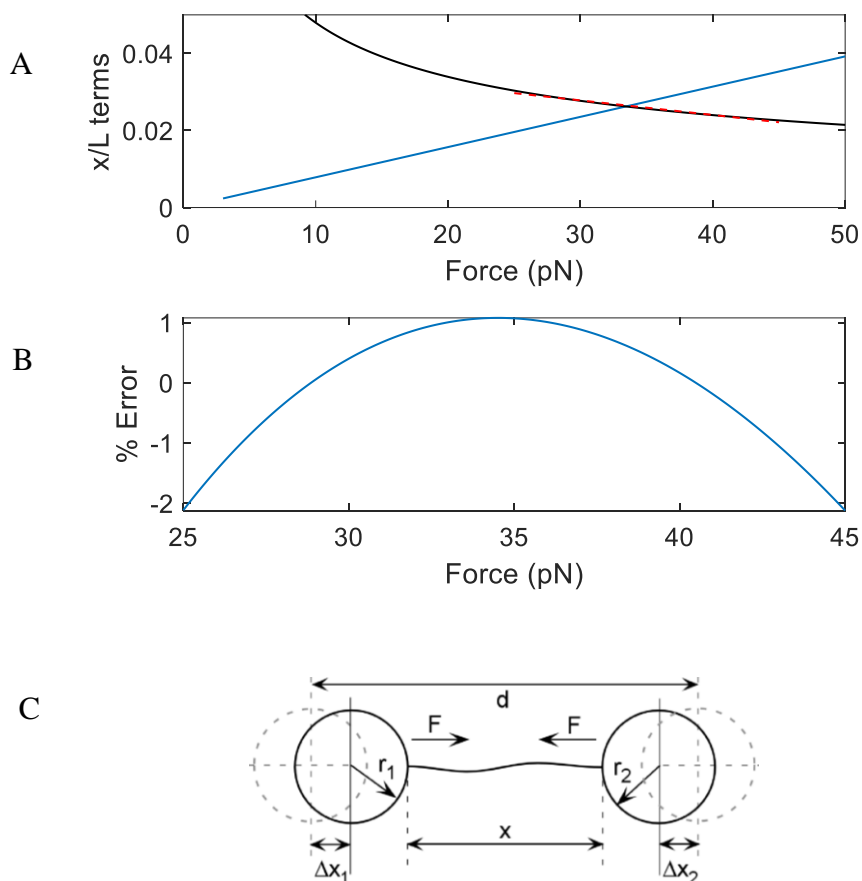 A
x/L terms
0.04
0.02
0
0 10 20 30 40 50
Force (pN)
B
% Error
1
0
-1
-2
25 30 35 40 45
Force (pN)
C
d
F F
r1 r2
x
Δx1 Δx2